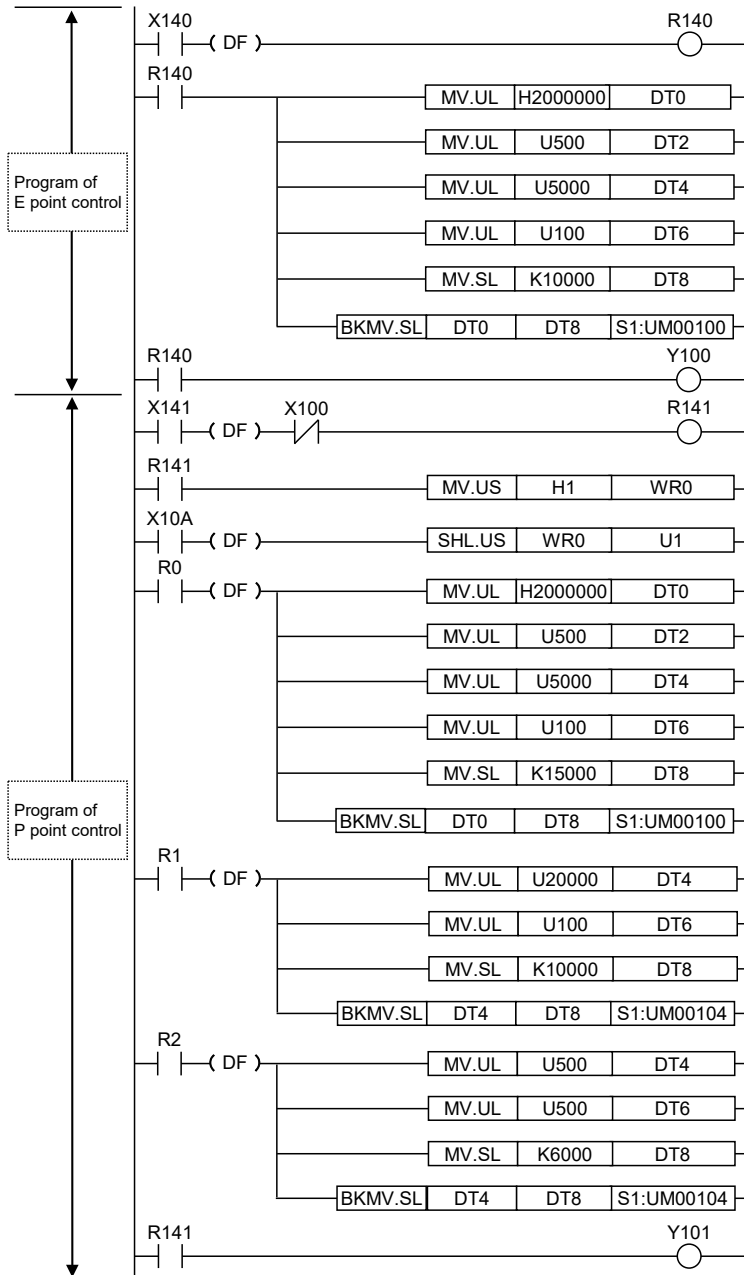 X140
( DF )
R140
R140
MV.UL H2000000 DT0
MV.UL U500 DT2
Program of
E point control
MV.UL U5000 DT4
MV.UL U100 DT6
MV.SL K10000 DT8
BKMV.SL DT0 DT8 S1:UM00100
R140
Y100
X141
( DF )
X100
R141
R141
MV.US H1 WR0
X10A
( DF )
SHL.US WR0 U1
R0
( DF )
MV.UL H2000000 DT0
MV.UL U500 DT2
MV.UL U5000 DT4
MV.UL U100 DT6
MV.SL K15000 DT8
Program of
P point control
BKMV.SL DT0 DT8 S1:UM00100
R1
( DF )
MV.UL U20000 DT4
MV.UL U100 DT6
MV.SL K10000 DT8
BKMV.SL DT4 DT8 S1:UM00104
R2
( DF )
MV.UL U500 DT4
MV.UL U500 DT6
MV.SL K6000 DT8
BKMV.SL DT4 DT8 S1:UM00104
R141
Y101